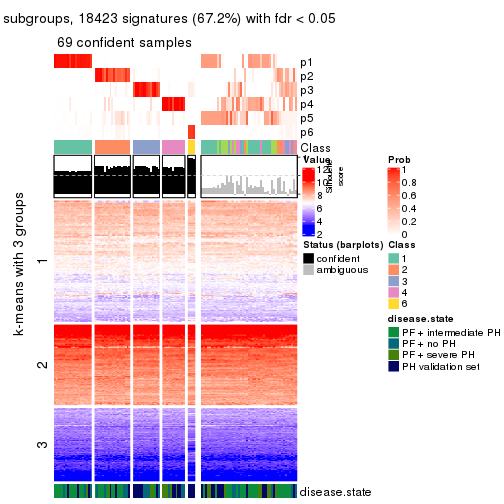 subgroups, 18423 signatures (67.2%) with fdr < 0.05
69 confident samples
p1
p2
p3
p4
p5
p6
Class
k-means with 3 groups
1
2
3
Silhouette
score
Value
12
10
8
6
4
2
Prob
1
0.8
0.6
0.4
0.2
0
Status (barplots)
confident
ambiguous
Class
1
2
3
4
6
disease.state
PF + intermediate PH
PF + no PH
PF + severe PH
PH validation set
disease.state